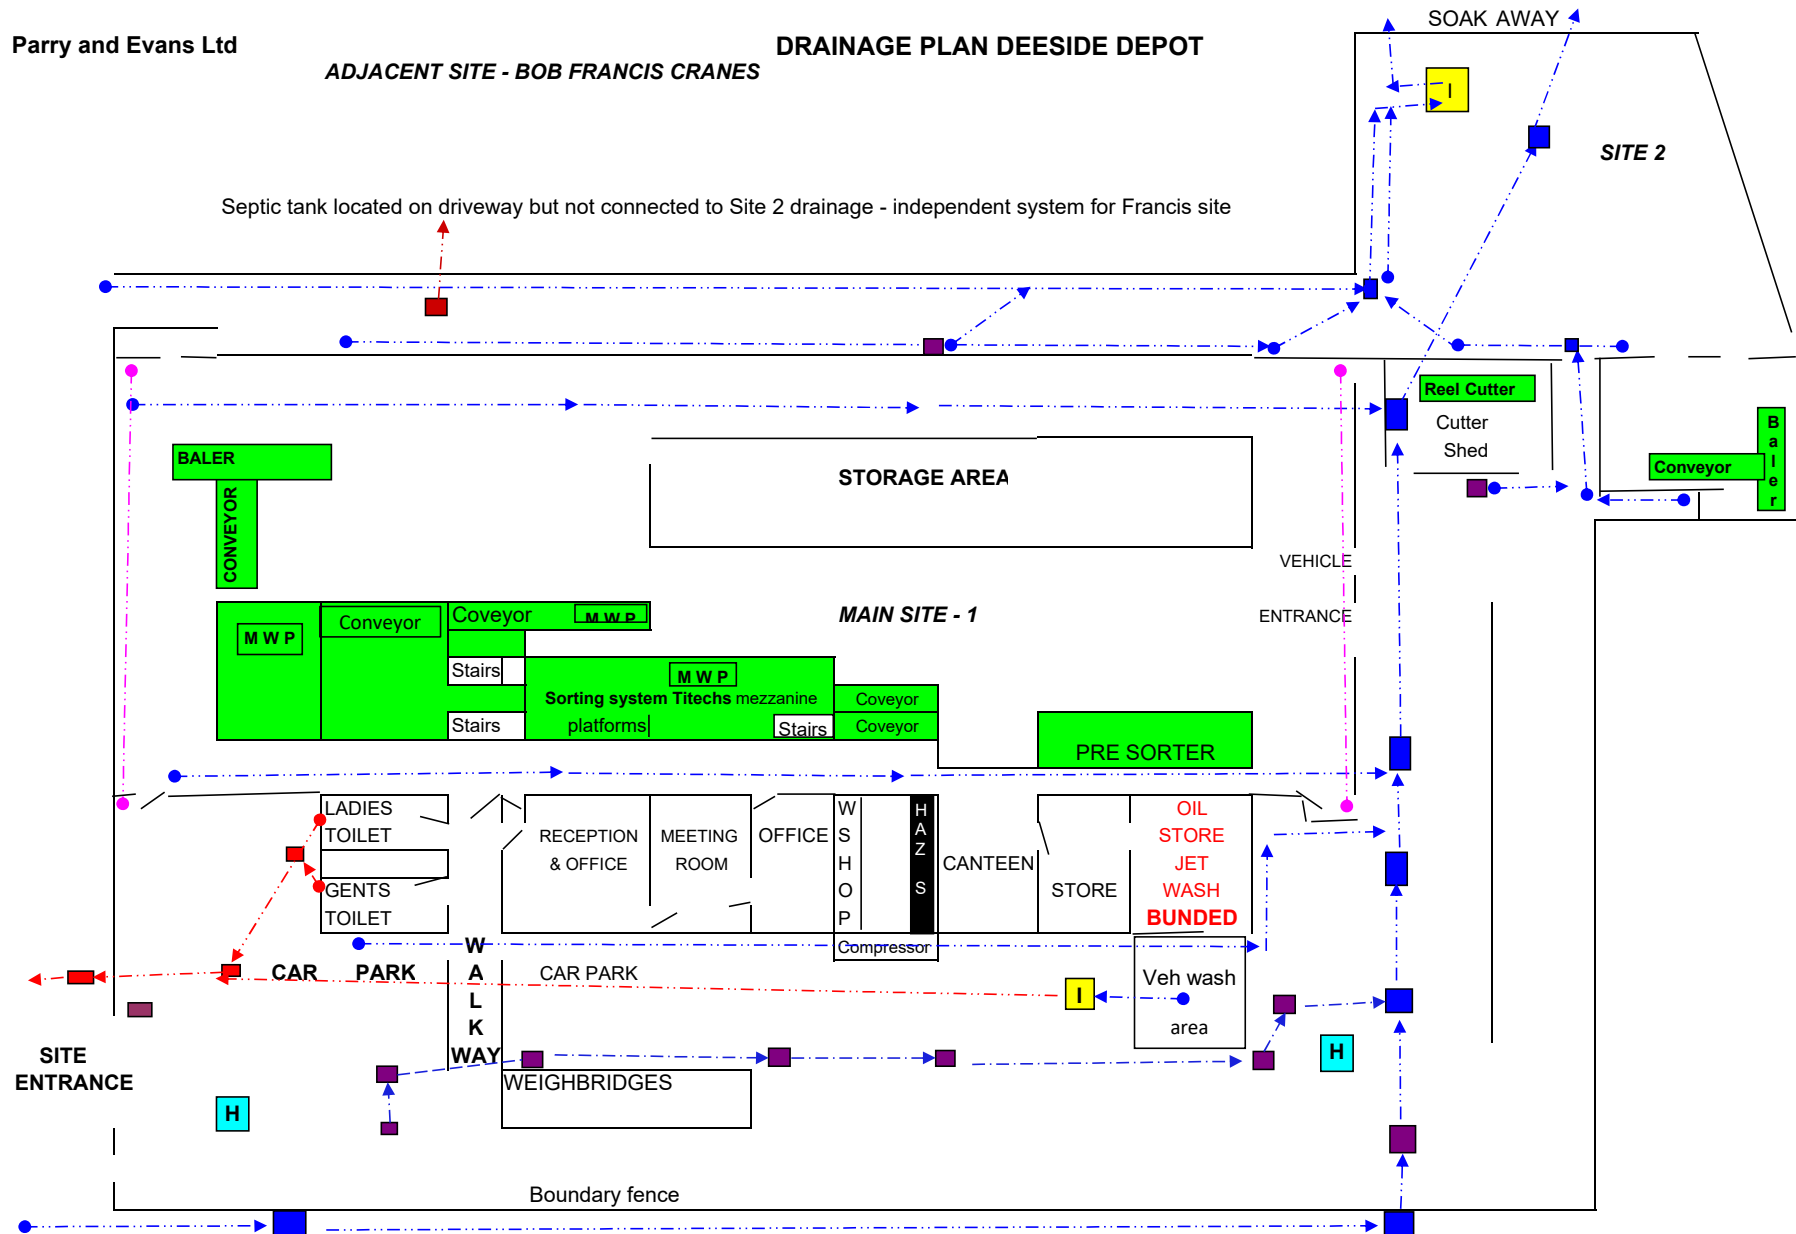 SOAK AWAY
Parry and Evans Ltd
DRAINAGE PLAN DEESIDE DEPOT
ADJACENT SITE - BOB FRANCIS CRANES
I
SITE 2
Septic tank located on driveway but not connected to Site 2 drainage - independent system for Francis site
Reel Cutter
Cutter
Shed
Baler
Conveyor
BALER
CONVEYOR
STORAGE AREA
VEHICLE
ENTRANCE
MAIN SITE - 1
M W P
Conveyor
Coveyor
M W P
Stairs
M W P
Sorting system Titechs mezzanine
platforms
Stairs
Stairs
Coveyor
Coveyor
PRE SORTER
LADIES
TOILET
GENTS
TOILET
RECEPTION
& OFFICE
MEETING
ROOM
OFFICE
WSHOP
HAZ S
CANTEEN
STORE
OIL
STORE
JET
WASH
BUNDED
Compressor
CAR PARK
WALKWAY
CAR PARK
I
Veh wash
area
SITE
ENTRANCE
H
H
WEIGHBRIDGES
Boundary fence